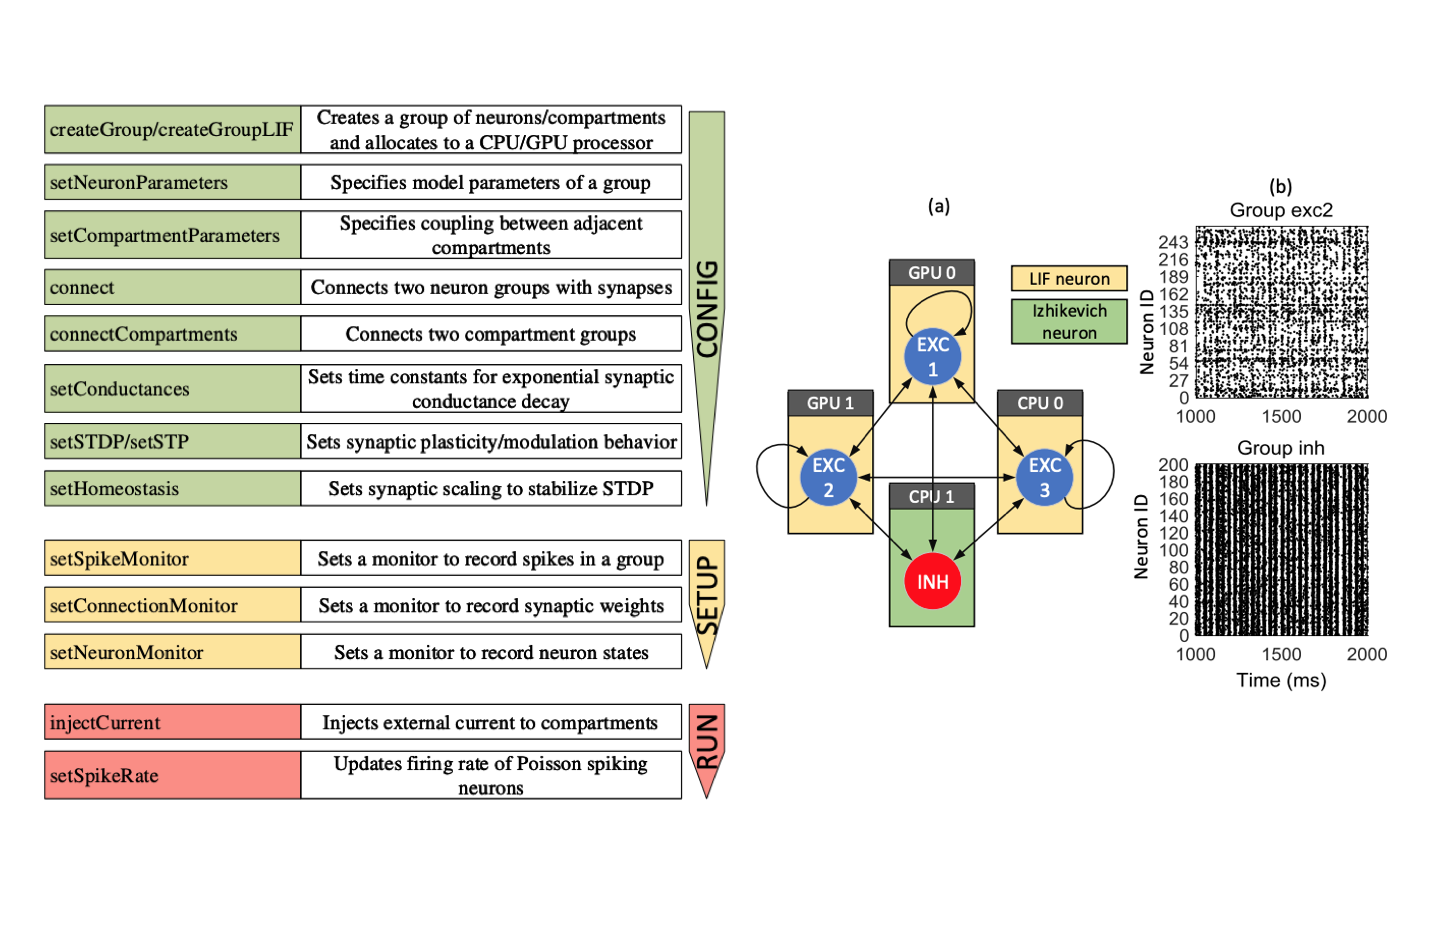 createGroup/createGroupLIF
Creates a group of neurons/compartments
and allocates to a CPU/GPU processor
setNeuronParameters
Specifies model parameters of a group
setCompartmentParameters
Specifies coupling between adjacent
compartments
connect
Connects two neuron groups with synapses
connectCompartments
Connects two compartment groups
setConductances
Sets time constants for exponential synaptic
conductance decay
setSTDP/setSTP
Sets synaptic plasticity/modulation behavior
setHomeostasis
Sets synaptic scaling to stabilize STDP
CONFIG
setSpikeMonitor
Sets a monitor to record spikes in a group
setConnectionMonitor
Sets a monitor to record synaptic weights
setNeuronMonitor
Sets a monitor to record neuron states
SETUP
injectCurrent
Injects external current to compartments
setSpikeRate
Updates firing rate of Poisson spiking
neurons
RUN
(a)
GPU 0
EXC
1
LIF neuron
Izhikevich
neuron
GPU 1
EXC
2
CPU 0
EXC
3
CPU 1
INH
(b)
Group exc2
Neuron ID
243
216
189
162
135
108
81
54
27
0
1000 1500 2000
Group inh
Neuron ID
200
180
160
140
120
100
80
60
40
20
0
1000 1500 2000
Time (ms)